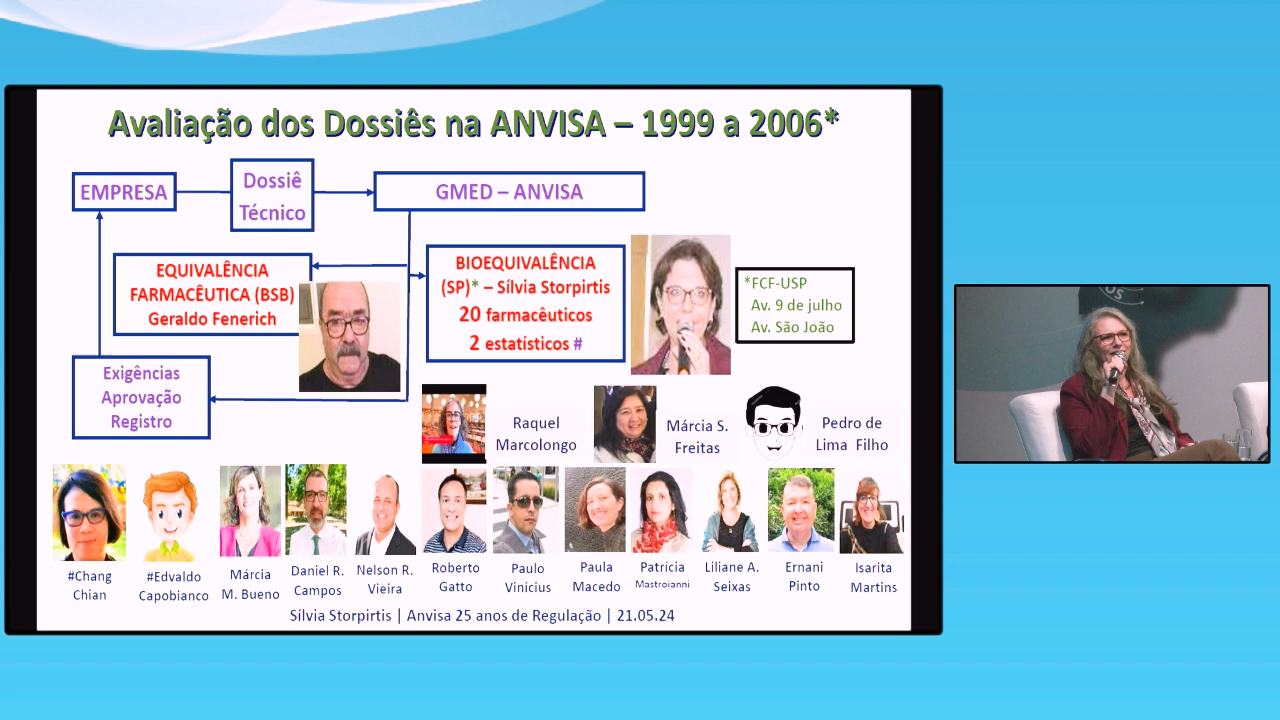 Avaliação dos Dossiês na ANVISA – 1999 a 2006*
EMPRESA
Dossiê
Técnico
GMED – ANVISA
EQUIVALÊNCIA
FARMACÊUTICA (BSB)
Geraldo Fenerich
BIOEQUIVALÊNCIA
(SP)* – Sílvia Storpirtis
20 farmacêuticos
2 estatísticos #
*FCF-USP
Av. 9 de julho
Av. São João
Exigências
Aprovação
Registro
Raquel
Marcolongo
Márcia S.
Freitas
Pedro de
Lima Filho
#Chang
Chian
#Edvaldo
Capobianco
Márcia
M. Bueno
Daniel R.
Campos
Nelson R.
Vieira
Roberto
Gatto
Paulo
Vinícius
Paula
Macedo
Patrícia
Mastroianni
Liliane A.
Seixas
Ernani
Pinto
Isarita
Martins
Sílvia Storpirtis | Anvisa 25 anos de Regulação | 21.05.24
US